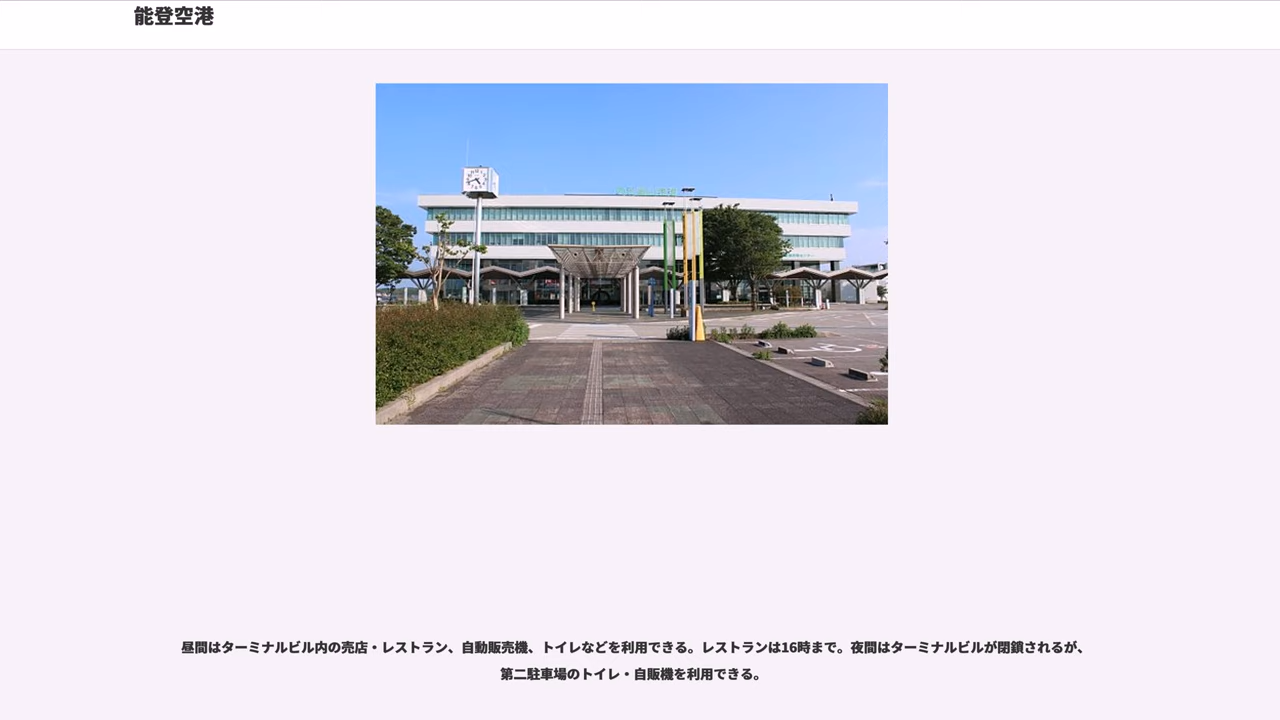 能登空港
昼間はターミナルビル内の売店・レストラン、自動販売機、トイレなどを利用できる。レストランは16時まで。夜間はターミナルビルが閉鎖されるが、
第二駐車場のトイレ・自販機を利用できる。